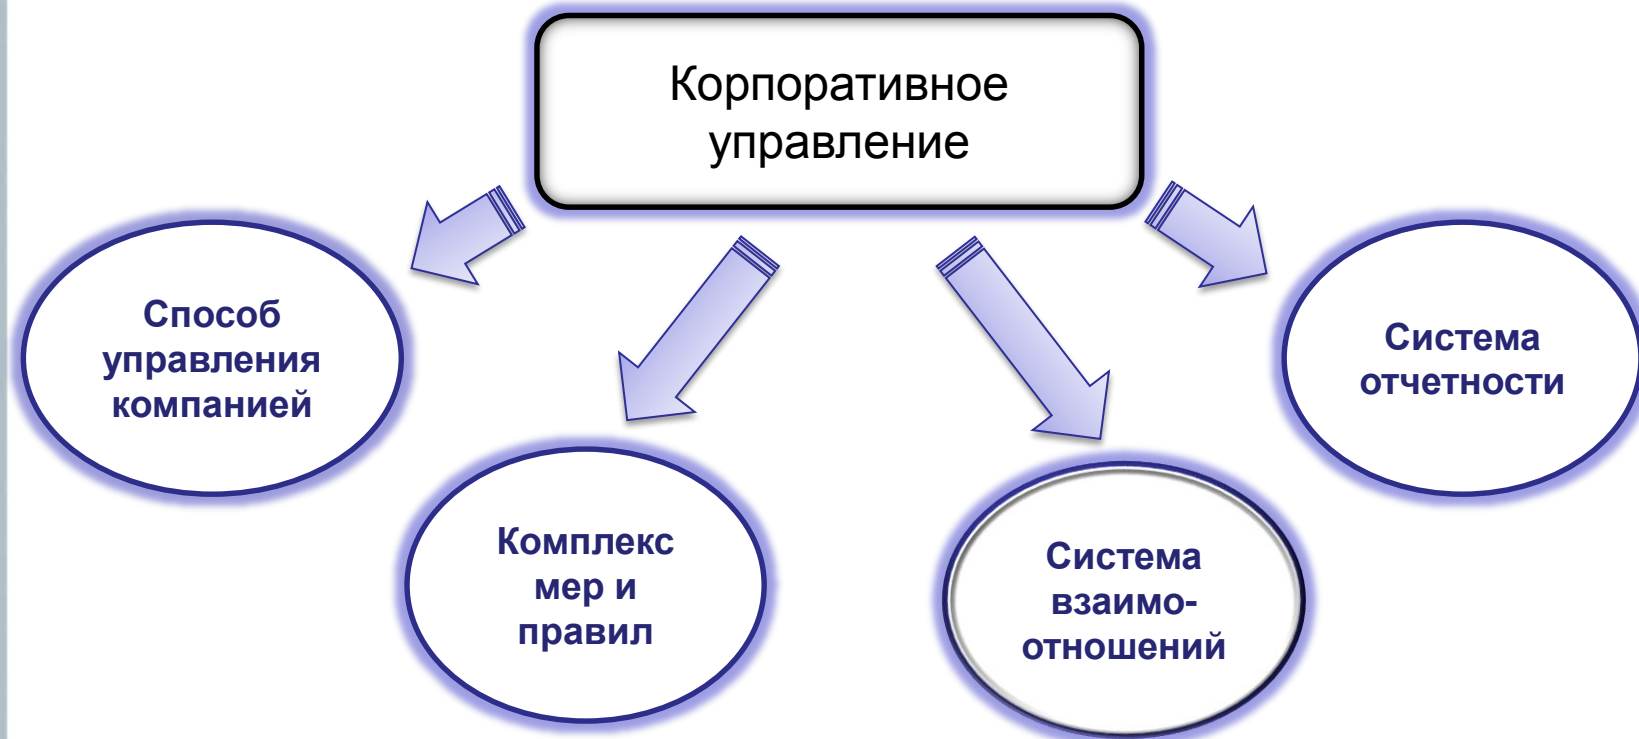 Корпоративное
управление
Способ
управления
компанией
Комплекс
мер и
правил
Система
взаимо-
отношений
Система
отчетности